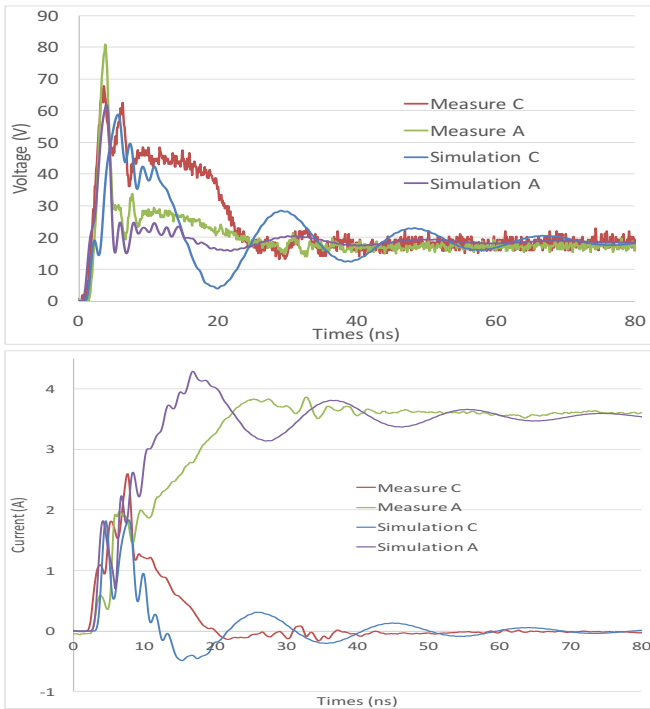 90
80
70
60
50
40
30
20
10
0
Voltage (V)
Measure C
Measure A
Simulation C
Simulation A
0 20 40 60 80
Times (ns)
4
3
2
1
0
-1
Current (A)
Measure C
Measure A
Simulation C
Simulation A
0 10 20 30 40 50 60 70 80
Times (ns)